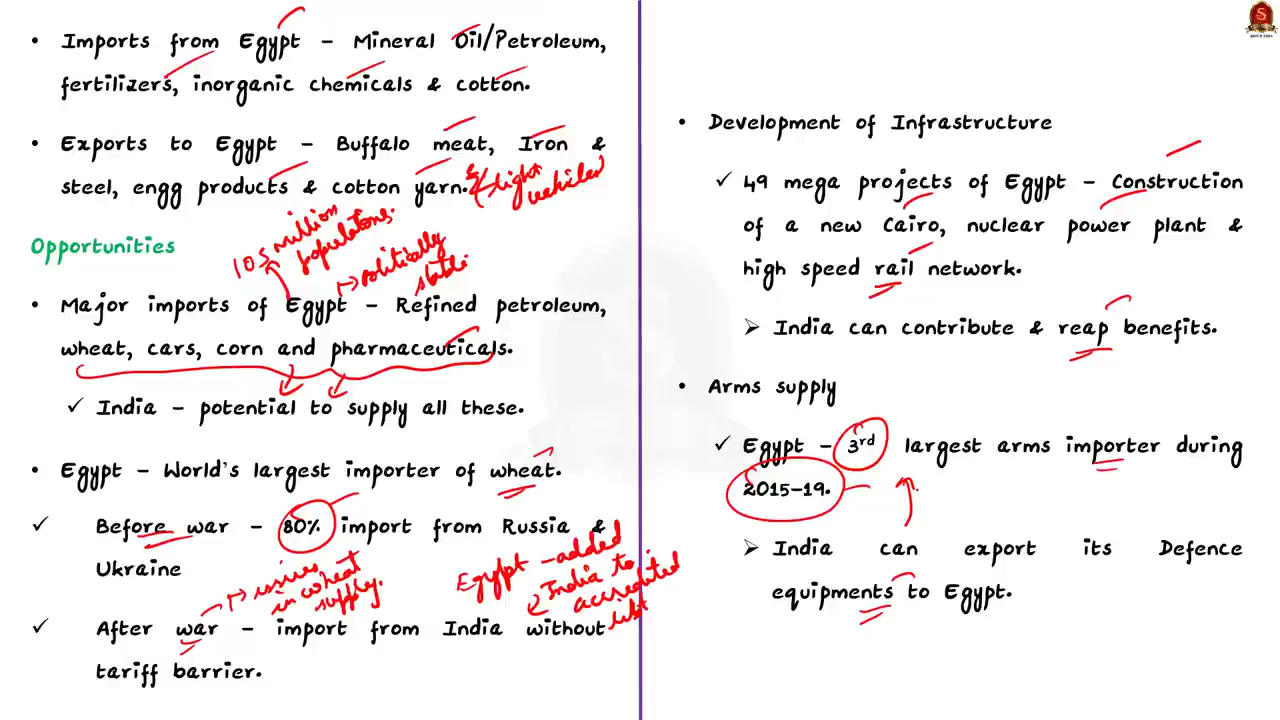 • Imports from Egypt – Mineral Oil/Petroleum,
fertilizers, inorganic chemicals & cotton.
• Exports to Egypt – Buffalo meat, Iron &
steel, engg products & cotton yarn.
& light
vehicles
105 million
populations.
Opportunities
→ politically
stable.
• Major imports of Egypt – Refined petroleum,
wheat, cars, corn and pharmaceuticals.
✓ India – potential to supply all these.
• Egypt – World's largest importer of wheat.
✓ Before war – 80% import from Russia &
Ukraine
→ issues
in wheat
supply.
Egypt – added
India to
accredited
list
✓ After war – import from India without
tariff barrier.
• Development of Infrastructure
✓ 49 mega projects of Egypt – Construction
of a new Cairo, nuclear power plant &
high speed rail network.
➢ India can contribute & reap benefits.
• Arms supply
✓ Egypt – 3rd largest arms importer during
2015-19.
➢ India can export its Defence
equipments to Egypt.
S